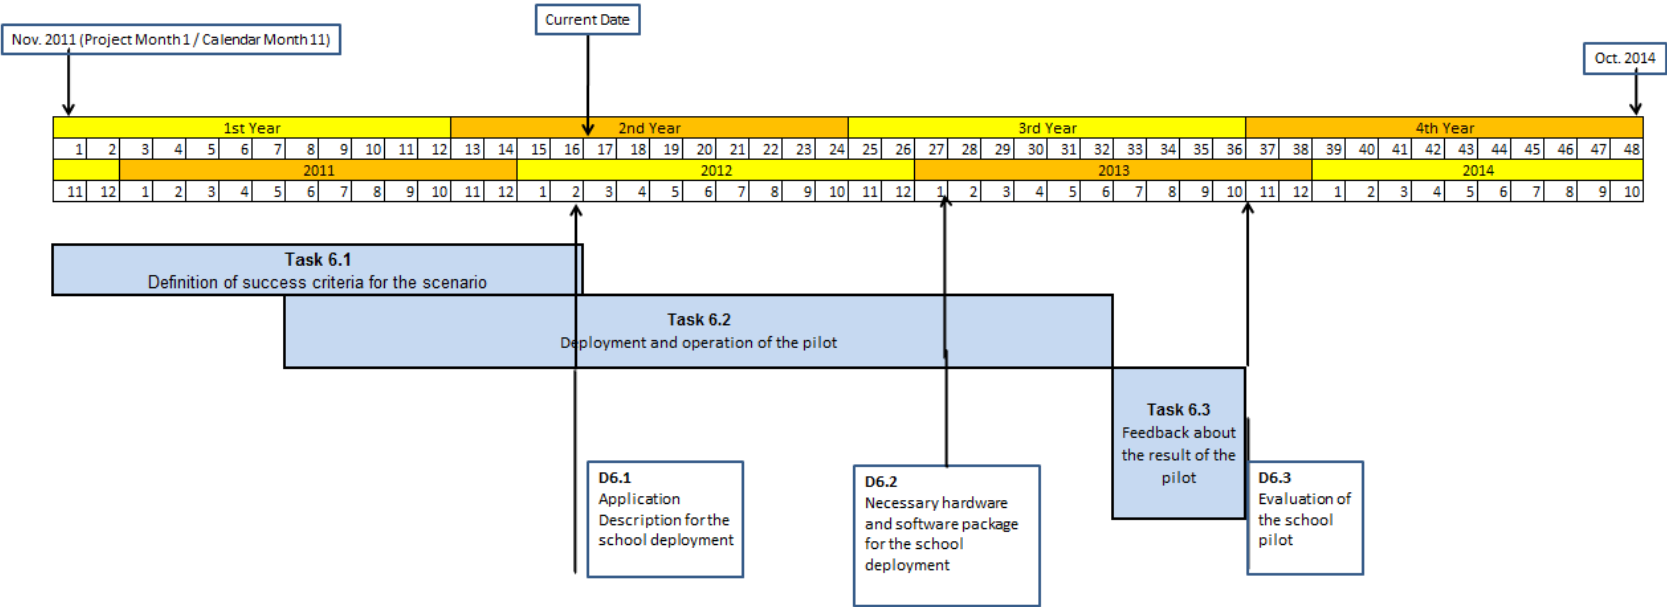 Current Date
Nov. 2011 (Project Month 1 / Calendar Month 11)
Oct. 2014
1st Year 2nd Year 3rd Year 4th Year
1 2 3 4 5 6 7 8 9 10 11 12 13 14 15 16 17 18 19 20 21 22 23 24 25 26 27 28 29 30 31 32 33 34 35 36 37 38 39 40 41 42 43 44 45 46 47 48
2011 2012 2013 2014
11 12 1 2 3 4 5 6 7 8 9 10 11 12 1 2 3 4 5 6 7 8 9 10 11 12 1 2 3 4 5 6 7 8 9 10 11 12 1 2 3 4 5 6 7 8 9 10
Task 6.1
Definition of success criteria for the scenario
Task 6.2
Deployment and operation of the pilot
Task 6.3
Feedback about
the result of the
pilot
D6.1
Application
Description for the
school deployment
D6.2
Necessary hardware
and software package
for the school
deployment
D6.3
Evaluation of
the school
pilot